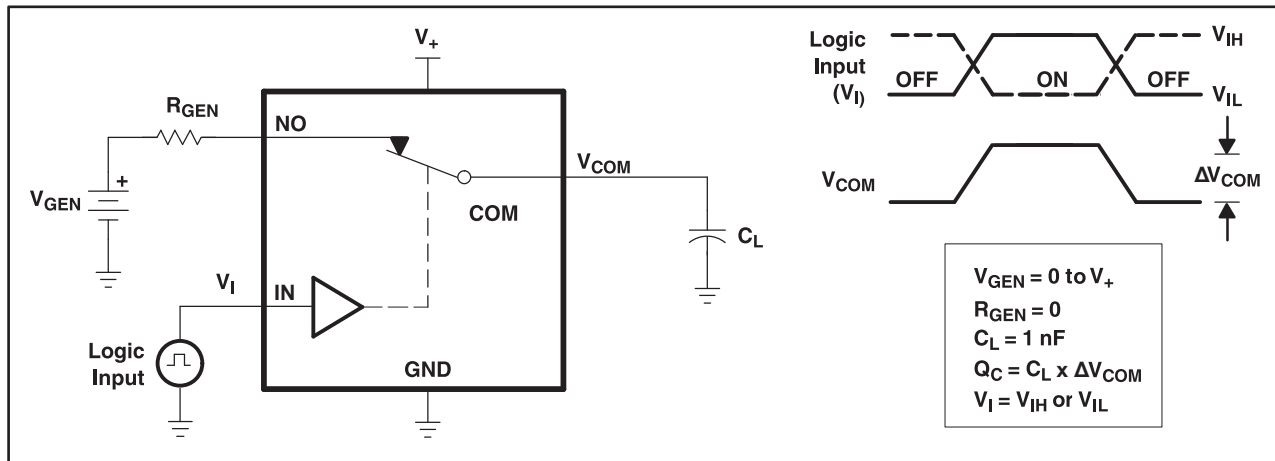 V+
RGEN
NO
VCOM
COM
+
VGEN
CL
VI
IN
Logic
Input
GND
Logic
Input
(VI)
OFF
ON
OFF
VIH
VIL
VCOM
ΔVCOM
VGEN = 0 to V+
RGEN = 0
CL = 1 nF
QC = CL x ΔVCOM
VI = VIH or VIL